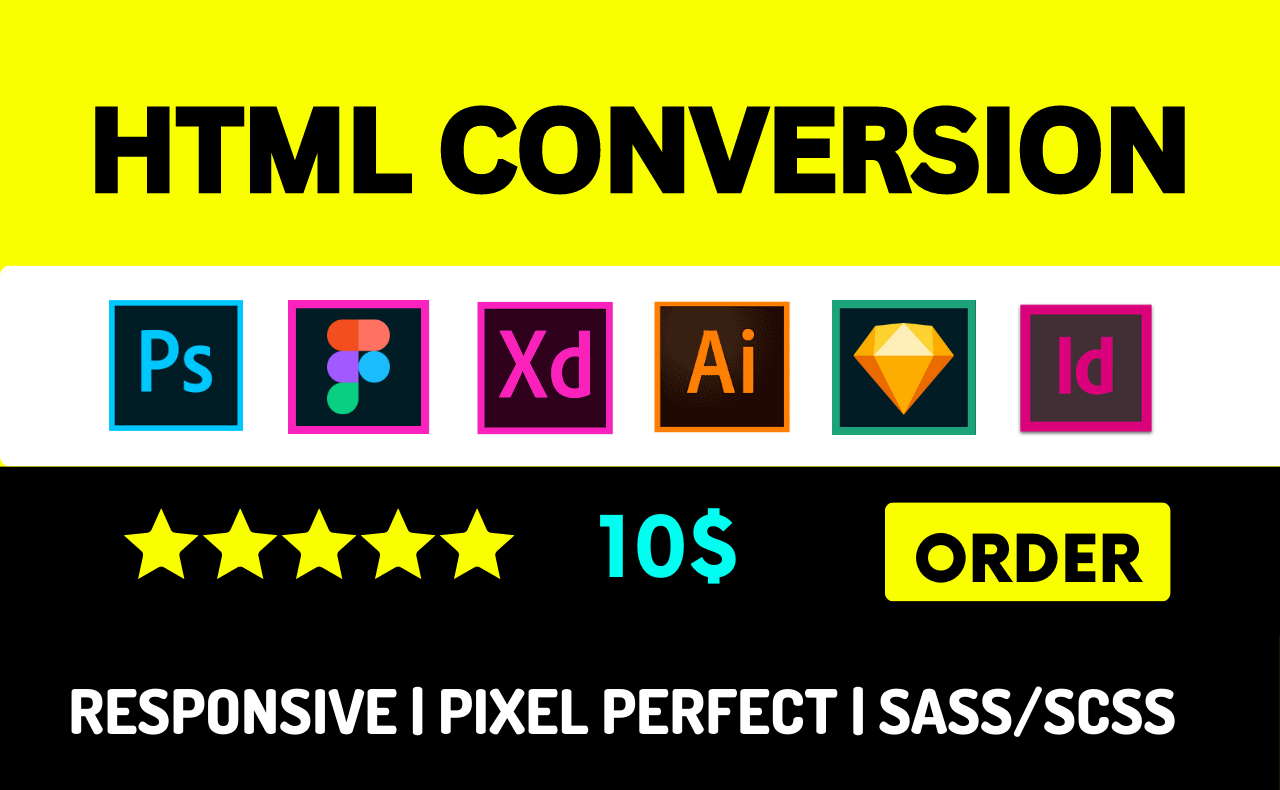 HTML CONVERSION
Ps Xd Ai Id
10$ ORDER
RESPONSIVE | PIXEL PERFECT | SASS/SCSS